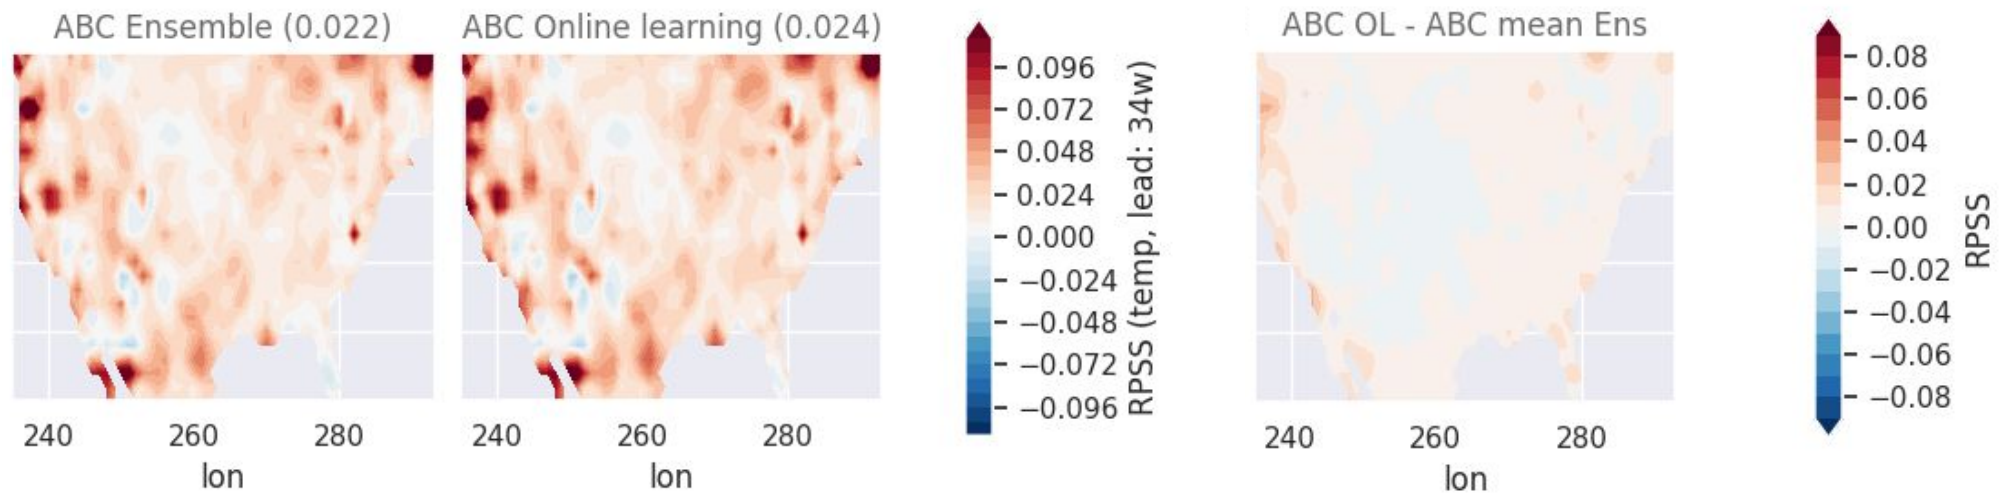 ABC Ensemble (0.022)
ABC Online learning (0.024)
ABC OL - ABC mean Ens
0.096
0.072
0.048
0.024
0.000
−0.024
−0.048
−0.072
−0.096
RPSS (temp, lead: 34w)
0.08
0.06
0.04
0.02
0.00
−0.02
−0.04
−0.06
−0.08
RPSS
240 260 280
lon
240 260 280
lon
240 260 280
lon